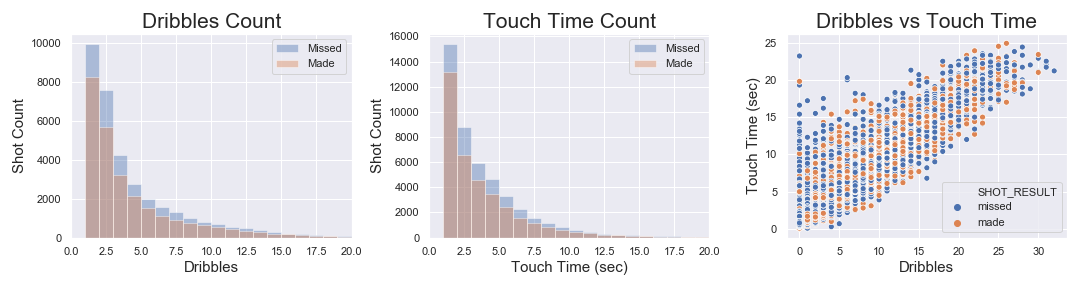 Dribbles Count
Shot Count
10000
8000
6000
4000
2000
0
0.0 2.5 5.0 7.5 10.0 12.5 15.0 17.5 20.0
Dribbles
Missed
Made
Touch Time Count
Shot Count
16000
14000
12000
10000
8000
6000
4000
2000
0
0.0 2.5 5.0 7.5 10.0 12.5 15.0 17.5 20.0
Touch Time (sec)
Missed
Made
Dribbles vs Touch Time
Touch Time (sec)
25
20
15
10
5
0
0 5 10 15 20 25 30
Dribbles
SHOT_RESULT
missed
made